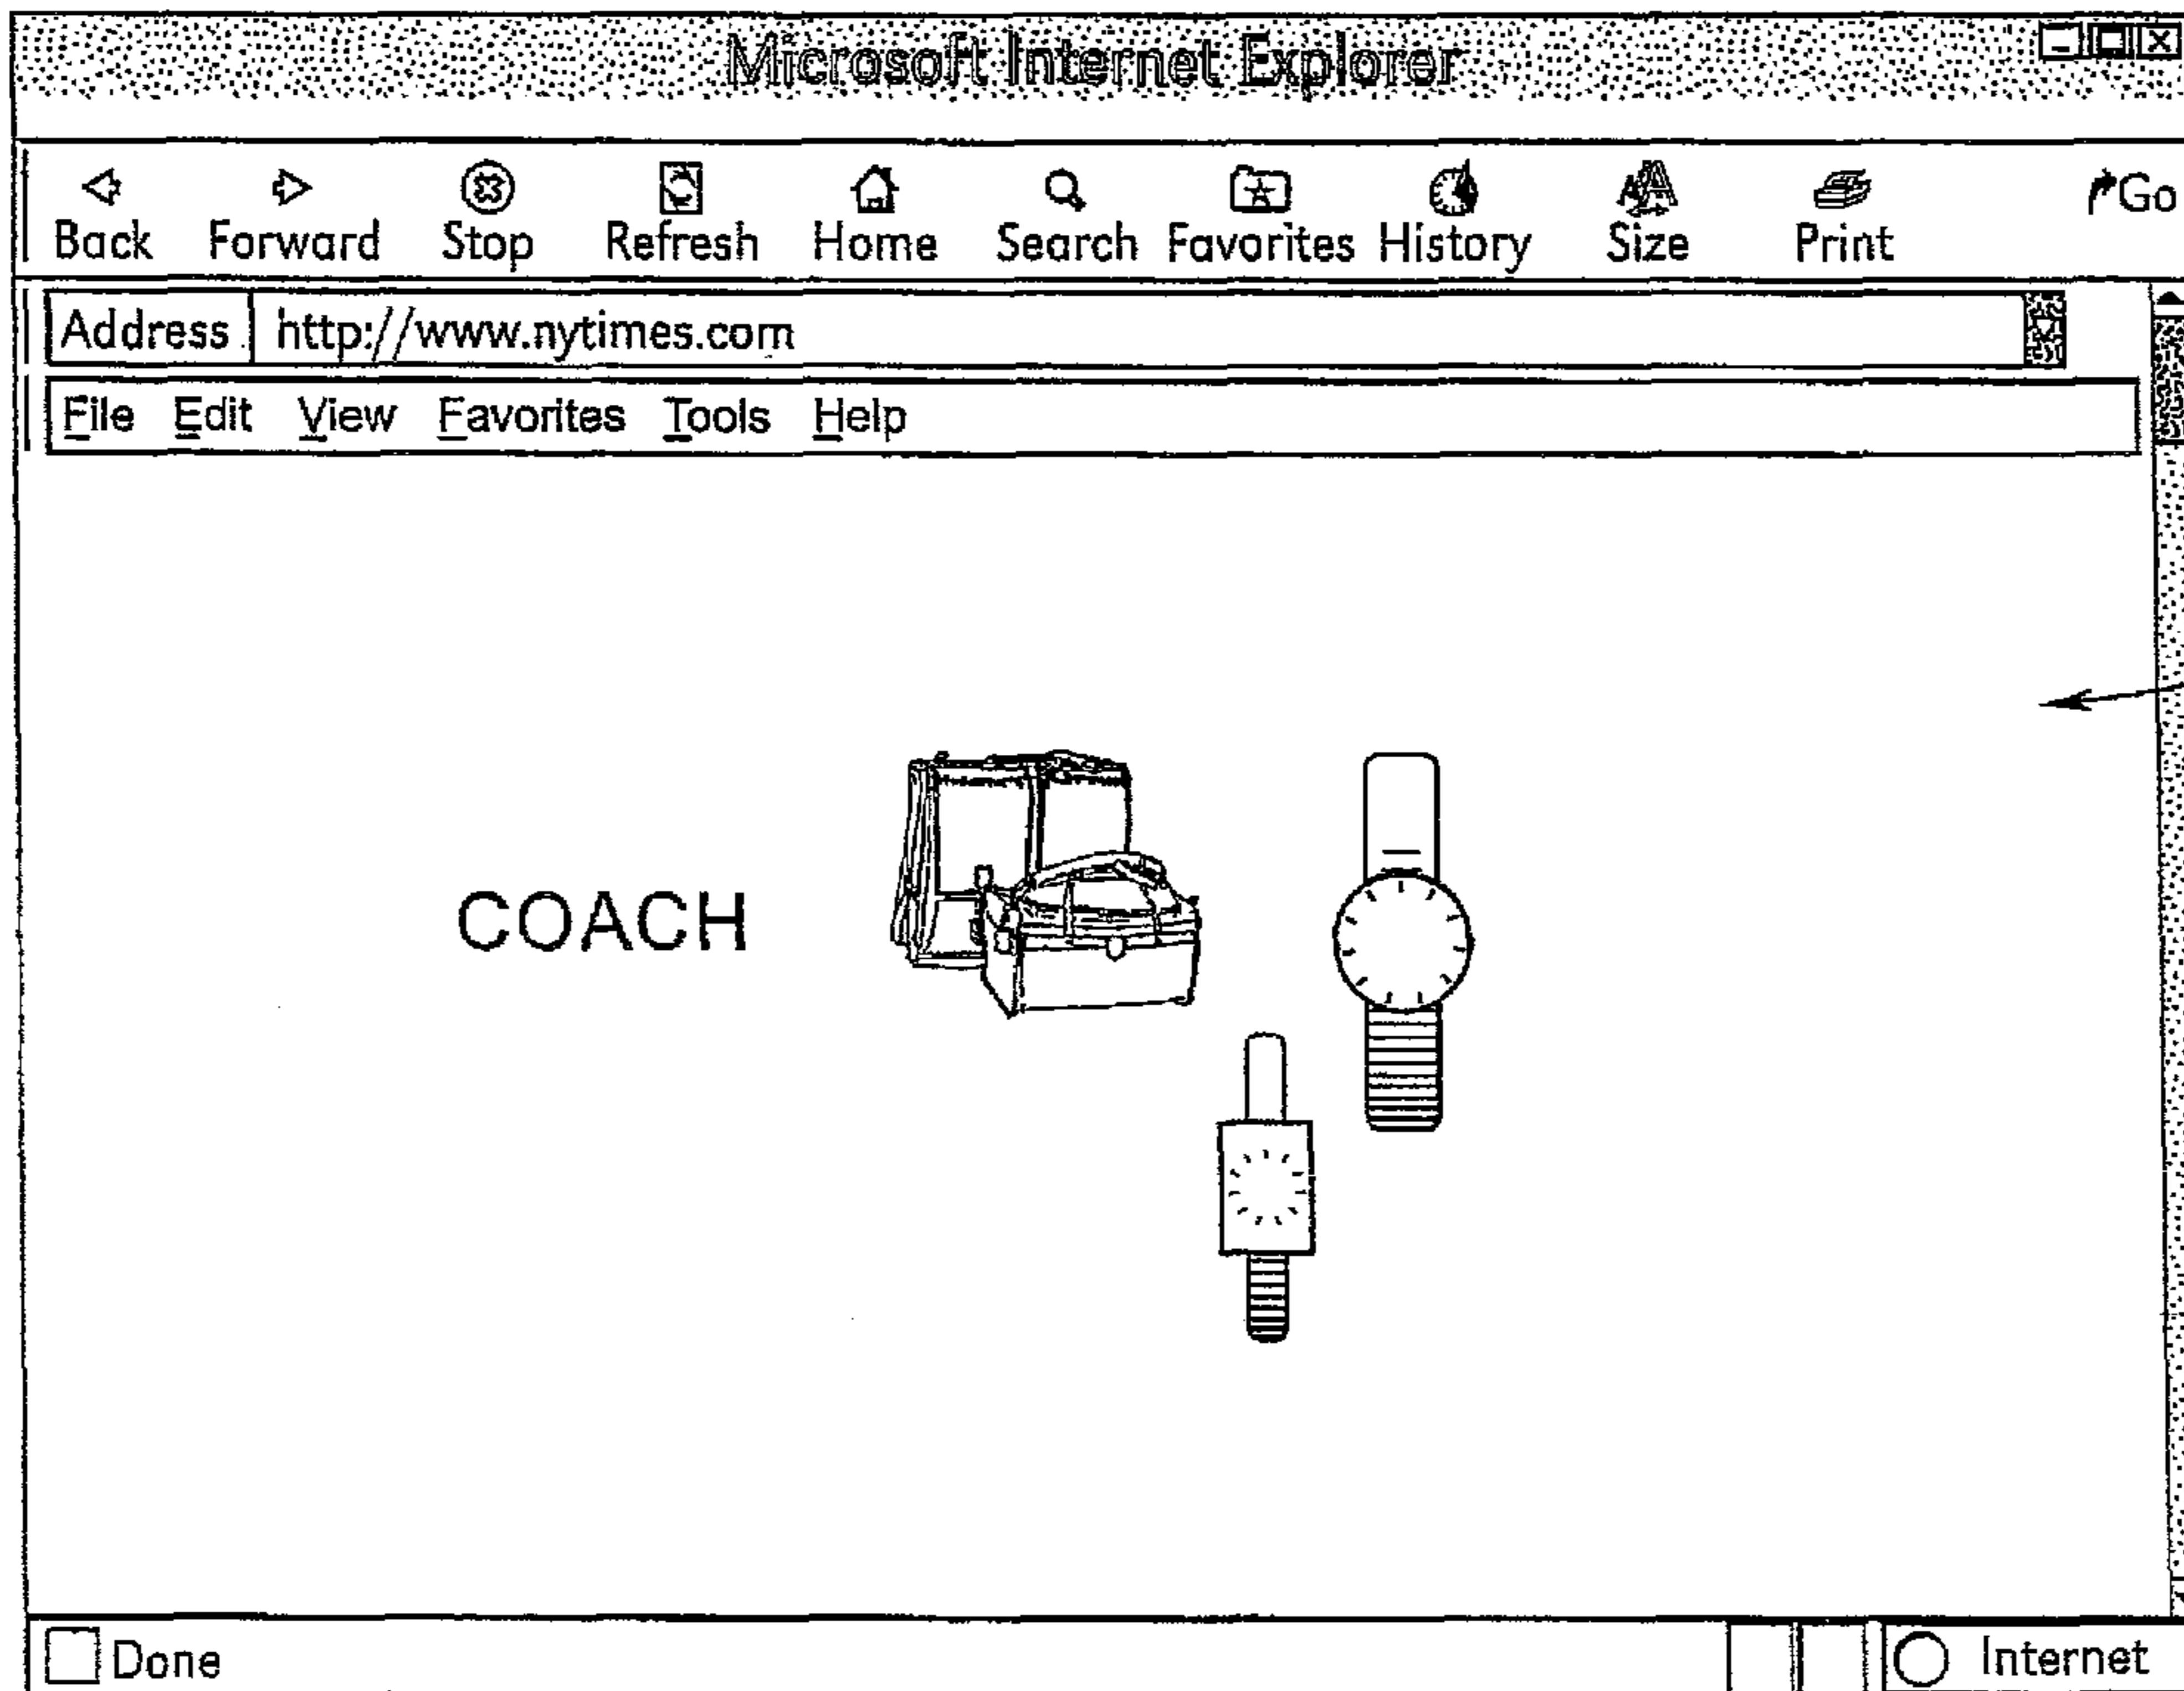 Microsoft Internet Explorer
Back Forward Stop Refresh Home Search Favorites History Size Print Go
Address http://www.nytimes.com
File Edit View Favorites Tools Help
COACH
Done Internet